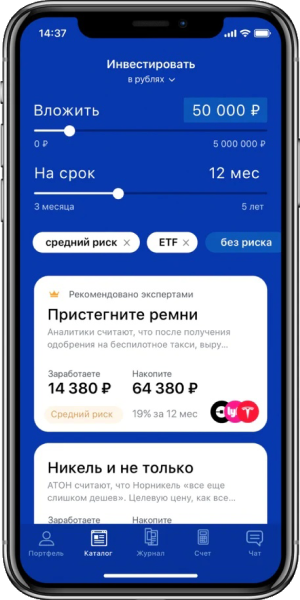 14:37
Инвестировать
в рублях
Вложить 50 000 ₽
0 ₽ 5 000 000 ₽
На срок 12 мес
3 месяца 5 лет
средний риск × ETF × без риска
Рекомендовано экспертами
Пристегните ремни
Аналитики считают, что после получения
одобрения на беспилотное такси, выру...
Заработаете Накопите
14 380 ₽ 64 380 ₽
Средний риск 19% за 12 мес
Никель и не только
АТОН считают, что Норникель «все еще
слишком дешев». Целевую цену, как все...
Заработаете Накопите
Портфель Каталог Журнал Счет Чат